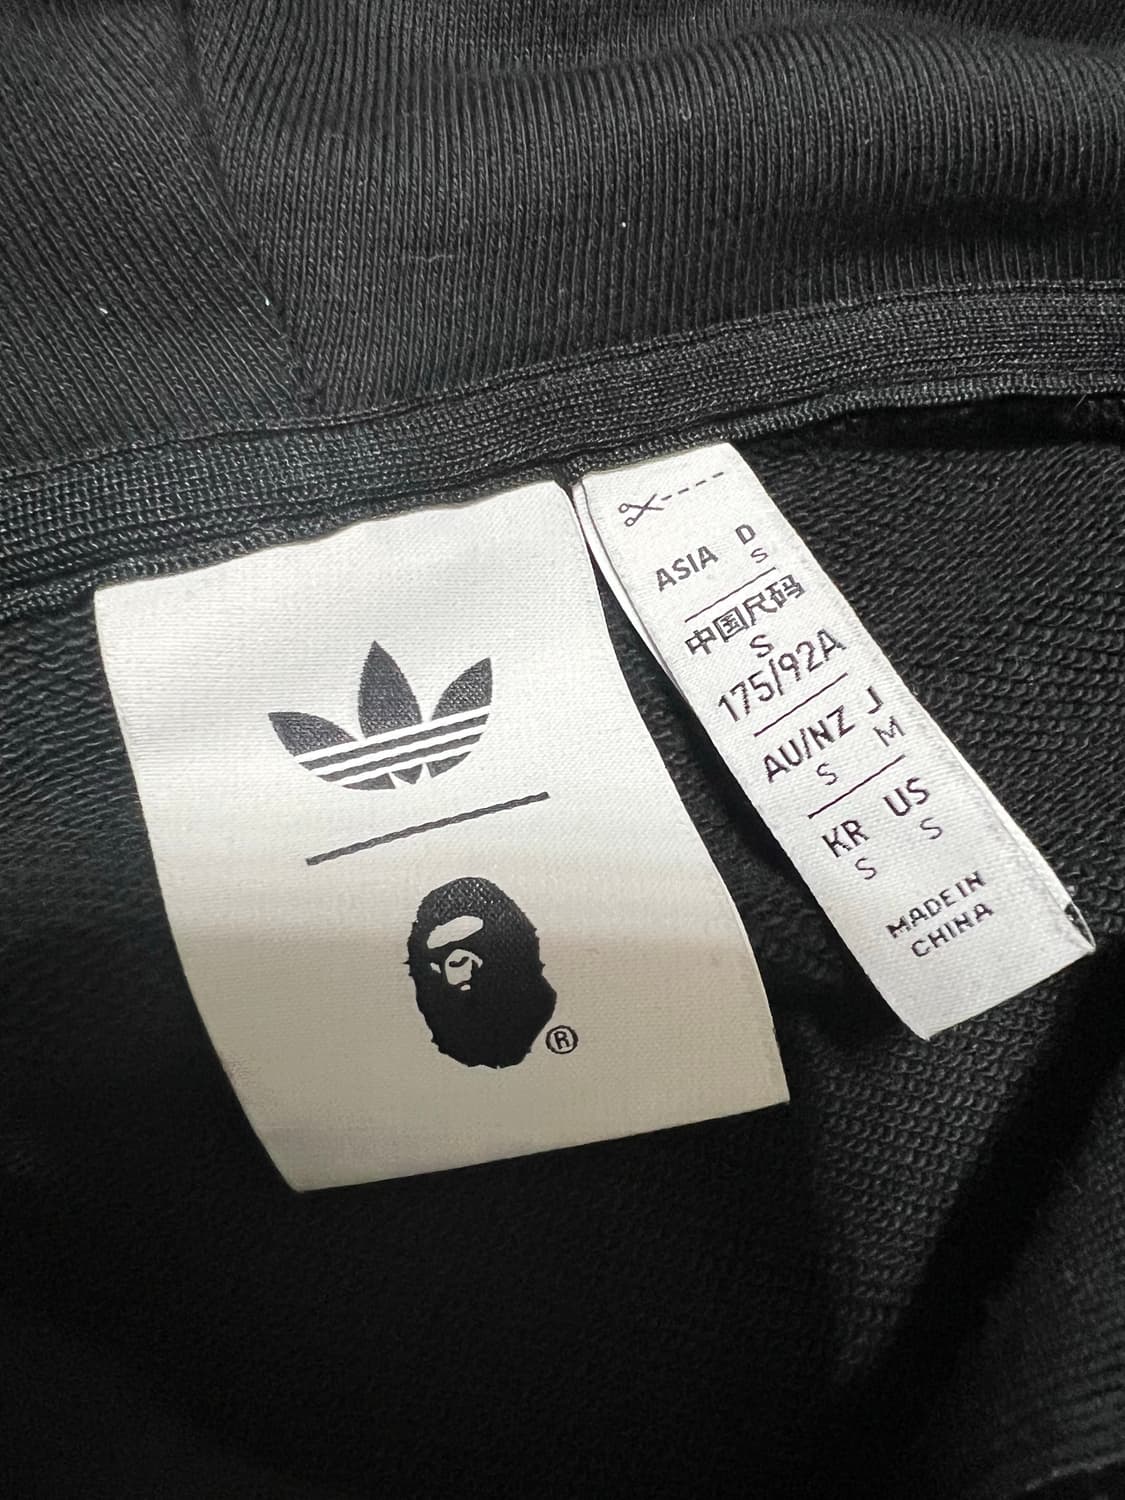 ®
ASIA D
S
中国尺码
S
175/92A
AU/NZ J
S M
KR US
S S
MADE IN
CHINA